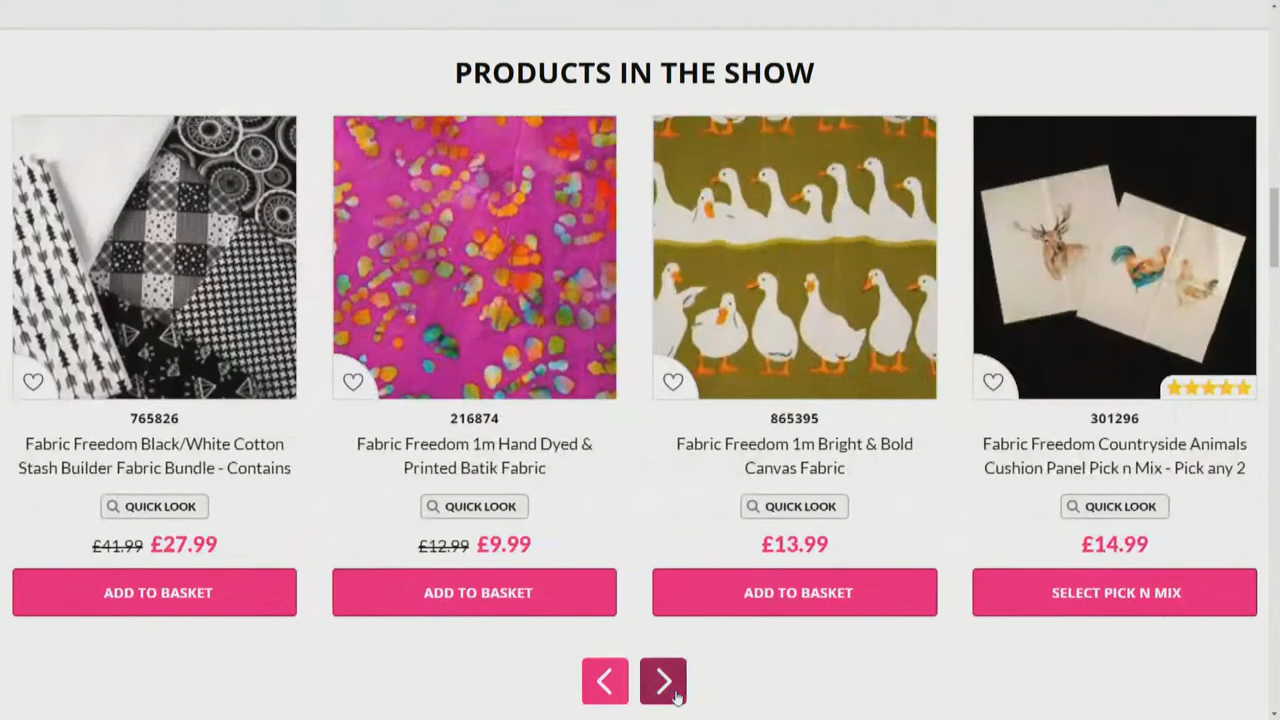 PRODUCTS IN THE SHOW
765826
Fabric Freedom Black/White Cotton
Stash Builder Fabric Bundle - Contains
QUICK LOOK
£41.99 £27.99
ADD TO BASKET
216874
Fabric Freedom 1m Hand Dyed &
Printed Batik Fabric
QUICK LOOK
£12.99 £9.99
ADD TO BASKET
865395
Fabric Freedom 1m Bright & Bold
Canvas Fabric
QUICK LOOK
£13.99
ADD TO BASKET
301296
Fabric Freedom Countryside Animals
Cushion Panel Pick n Mix - Pick any 2
QUICK LOOK
£14.99
SELECT PICK N MIX